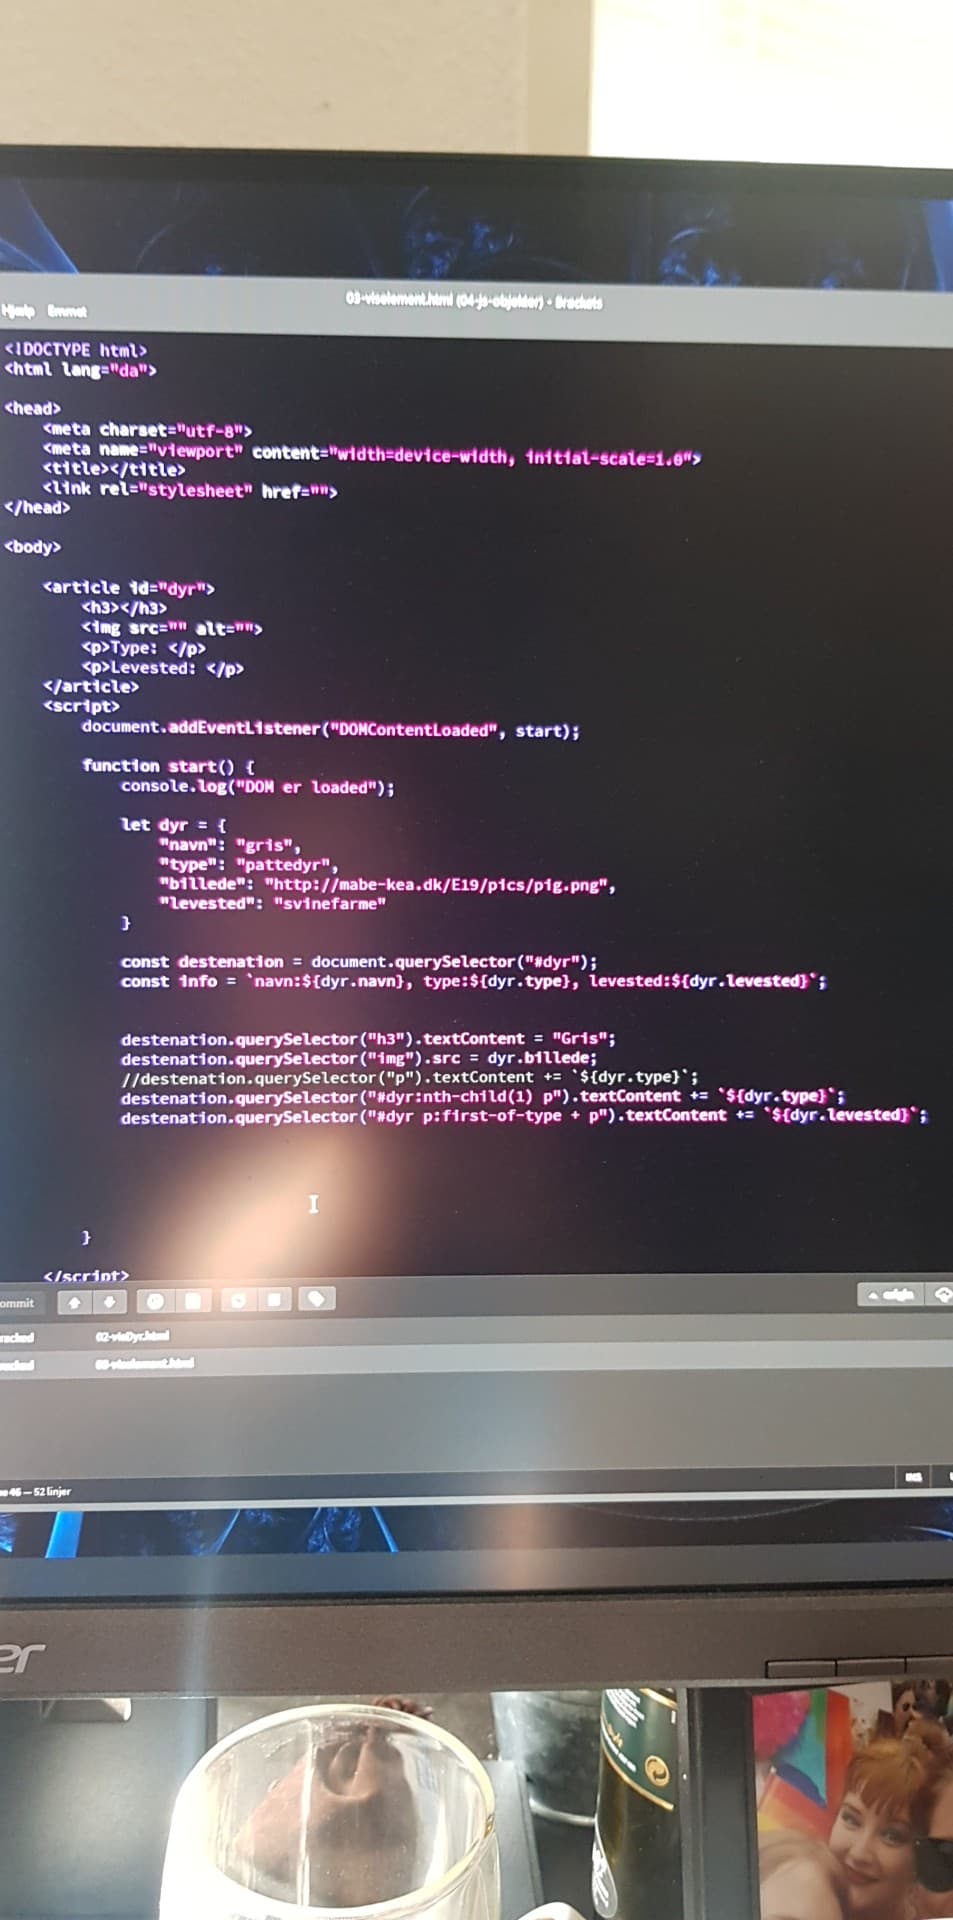 03-viselement.html (04-js-objekter) - Brackets
Hjælp Emmet
<!DOCTYPE html>
<html lang="da">
<head>
<meta charset="utf-8">
<meta name="viewport" content="width=device-width, initial-scale=1.0">
<title></title>
<link rel="stylesheet" href="">
</head>
<body>
<article id="dyr">
<h3></h3>
<img src="" alt="">
<p>Type: </p>
<p>Levested: </p>
</article>
<script>
document.addEventListener("DOMContentLoaded", start);
function start() {
console.log("DOM er loaded");
let dyr = {
"navn": "gris",
"type": "pattedyr",
"billede": "http://mabe-kea.dk/E19/pics/pig.png",
"levested": "svinefarme"
}
const destenation = document.querySelector("#dyr");
const info = `navn:${dyr.navn}, type:${dyr.type}, levested:${dyr.levested}`;
destenation.querySelector("h3").textContent = "Gris";
destenation.querySelector("img").src = dyr.billede;
//destenation.querySelector("p").textContent += `${dyr.type}`;
destenation.querySelector("#dyr:nth-child(1) p").textContent += `${dyr.type}`;
destenation.querySelector("#dyr p:first-of-type + p").textContent += `${dyr.levested}`;
}
</script>
ommit
origin
racked 02-visDyr.html
racked 03-viselement.html
e 46 — 52 linjer
INS
er